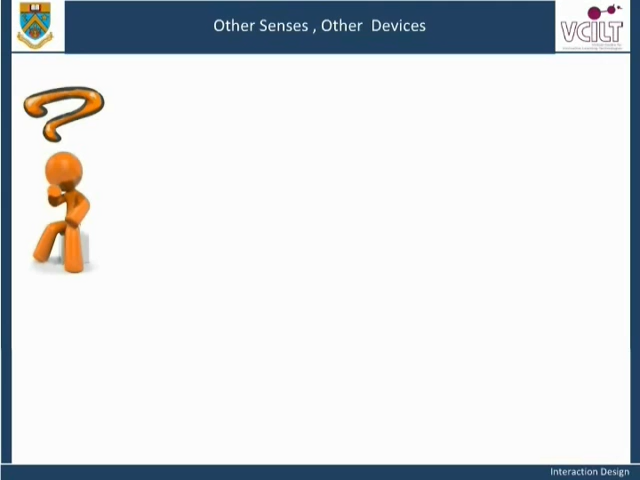 Other Senses , Other Devices
VCILT
Interaction Design